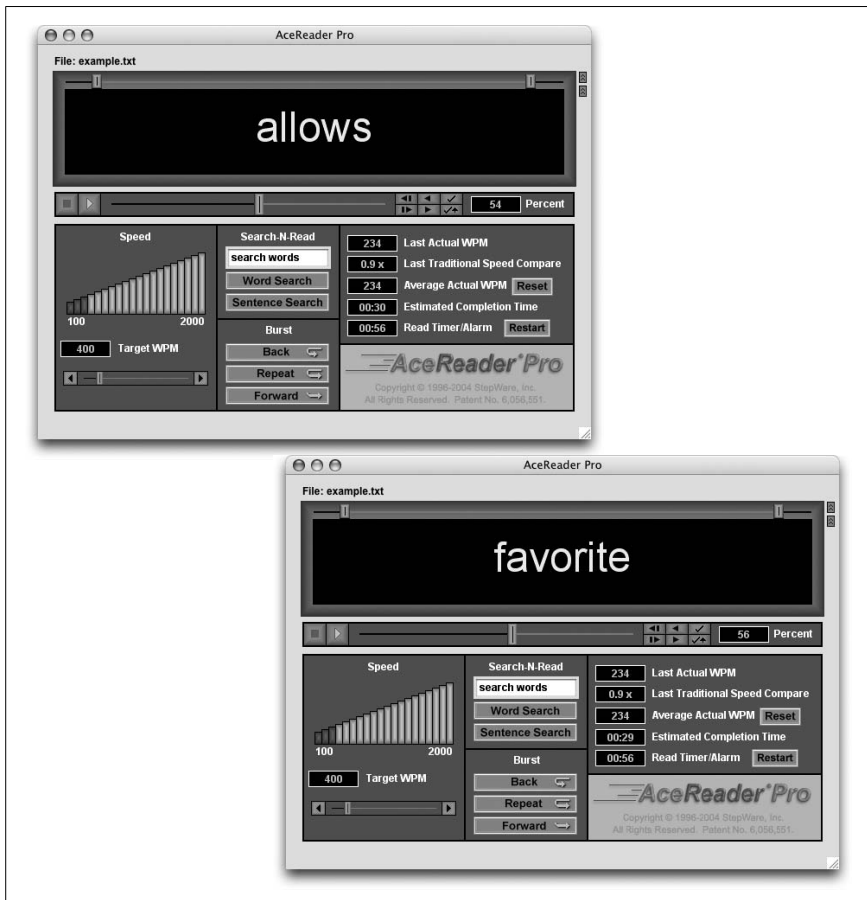 AceReader Pro
File: example.txt
allows
54 Percent
Speed
100 2000
400 Target WPM
Search-N-Read
search words
Word Search
Sentence Search
Burst
Back
Repeat
Forward
234 Last Actual WPM
0.9 x Last Traditional Speed Compare
234 Average Actual WPM Reset
00:30 Estimated Completion Time
00:56 Read Timer/Alarm Restart
AceReader Pro
Copyright © 1996-2004 StepWare, Inc.
All Rights Reserved. Patent No. 6,056,551.
AceReader Pro
File: example.txt
favorite
56 Percent
Speed
100 2000
400 Target WPM
Search-N-Read
search words
Word Search
Sentence Search
Burst
Back
Repeat
Forward
234 Last Actual WPM
0.9 x Last Traditional Speed Compare
234 Average Actual WPM Reset
00:29 Estimated Completion Time
00:56 Read Timer/Alarm Restart
AceReader Pro
Copyright © 1996-2004 StepWare, Inc.
All Rights Reserved. Patent No. 6,056,551.